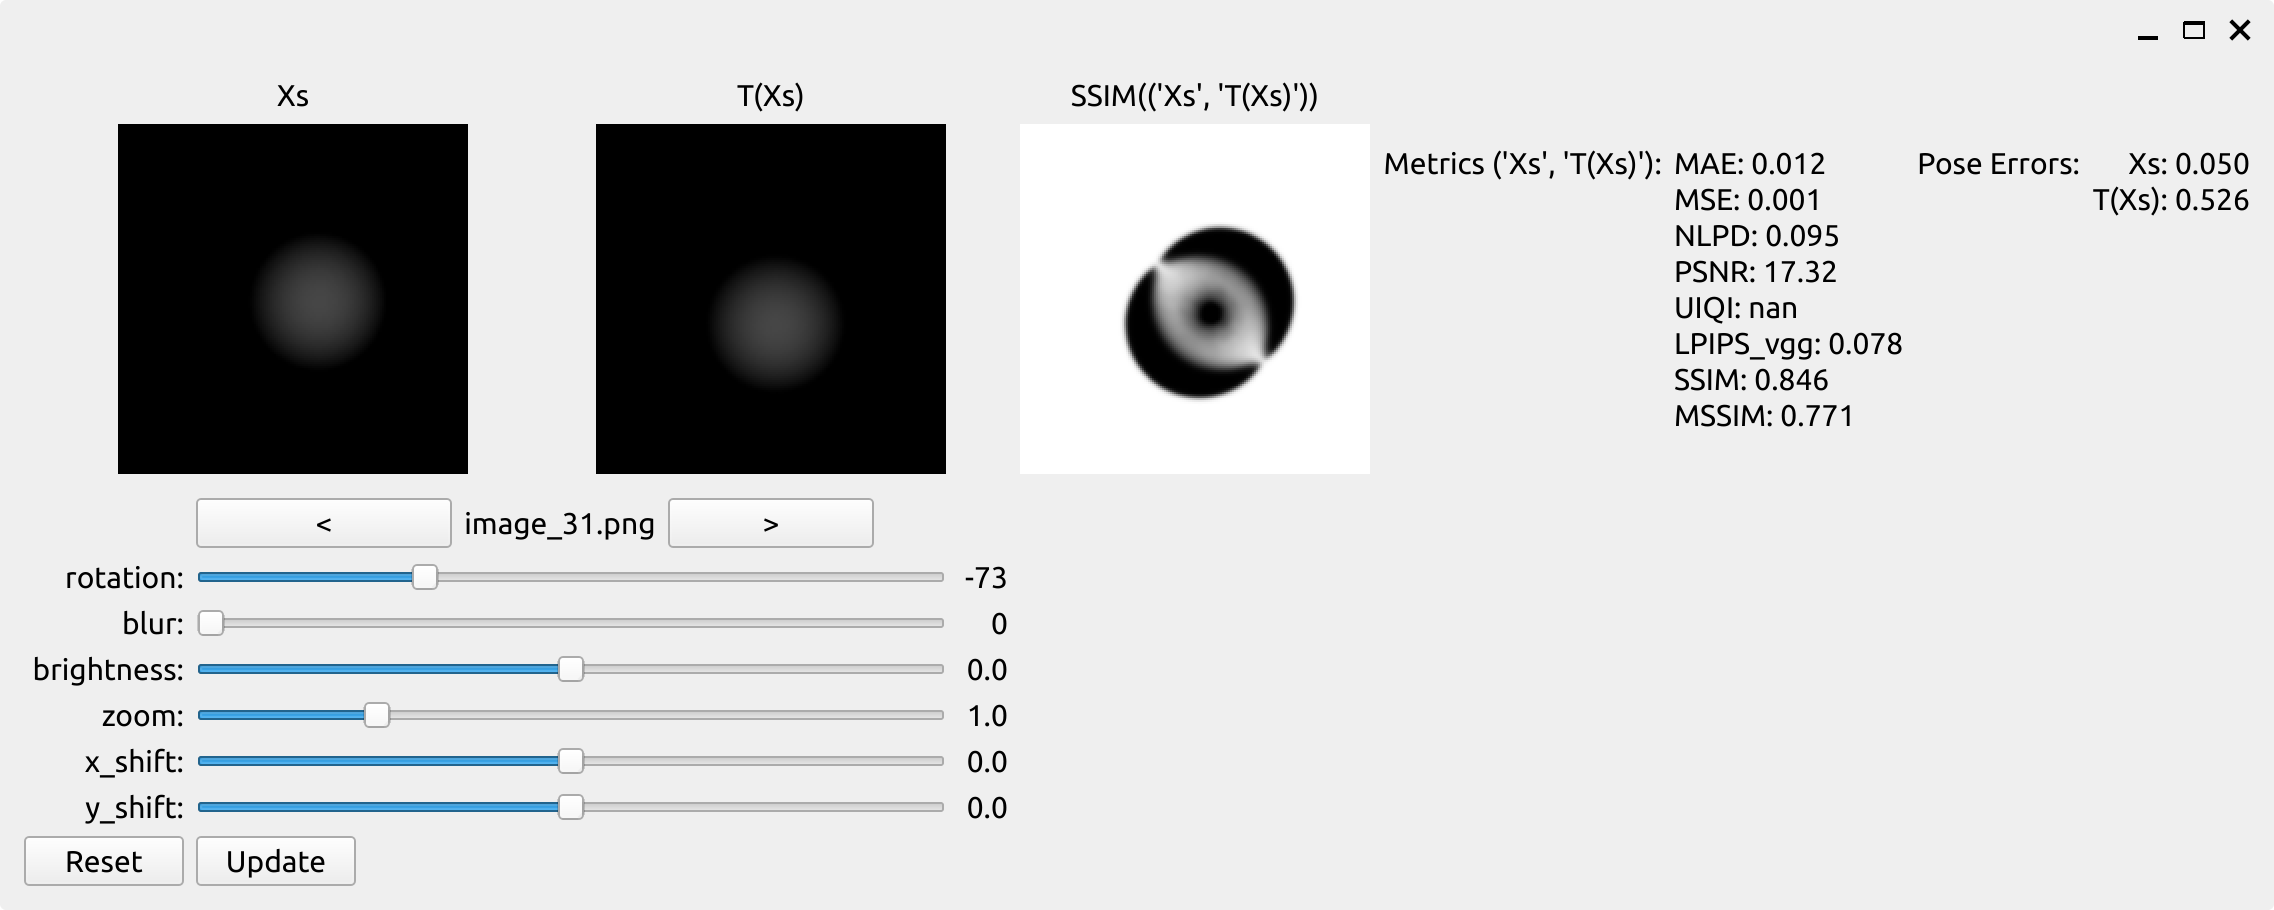 Xs
T(Xs)
SSIM(('Xs', 'T(Xs)'))
Metrics ('Xs', 'T(Xs)'):
MAE: 0.012
MSE: 0.001
NLPD: 0.095
PSNR: 17.32
UIQI: nan
LPIPS_vgg: 0.078
SSIM: 0.846
MSSIM: 0.771
Pose Errors:
Xs: 0.050
T(Xs): 0.526
< image_31.png >
rotation: -73
blur: 0
brightness: 0.0
zoom: 1.0
x_shift: 0.0
y_shift: 0.0
Reset Update